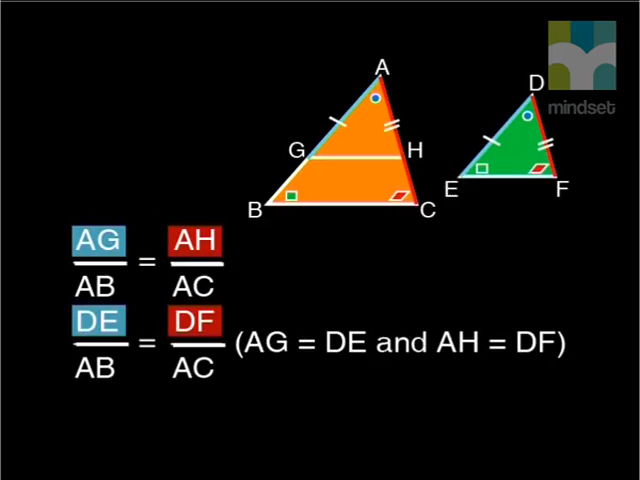 mindset
A
D
G
H
E
F
B
C
AG = AH
AB AC
DE = DF (AG = DE and AH = DF)
AB AC